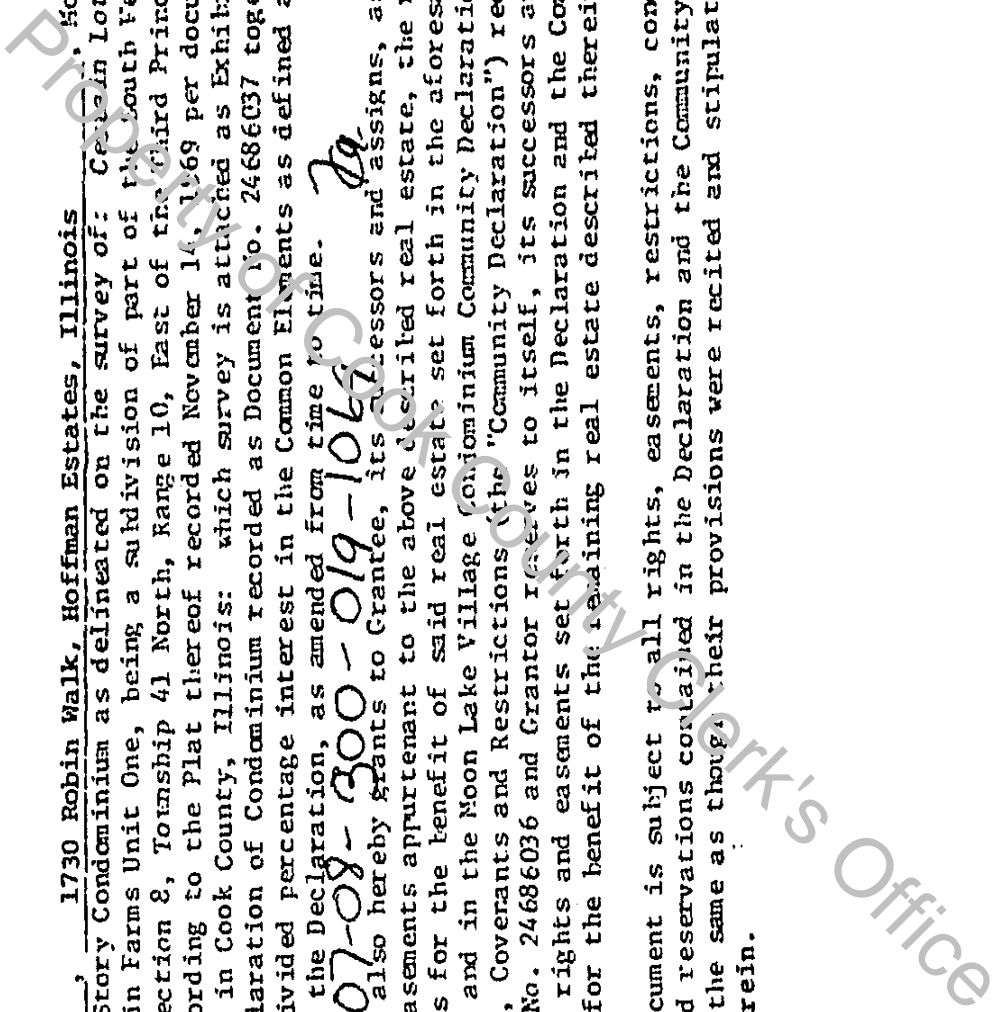 , 1730 Robin Walk, Hoffman Estates, Illinois
Story Condominium as delineated on the survey of: Certain Lot
in Farms Unit One, being a subdivision of part of the South
ection 8, Township 41 North, Range 10, East of the Third Princ
ording to the Plat thereof recorded November 14, 1969 per docu
in Cook County, Illinois: which survey is attached as Exhib
laration of Condominium recorded as Document No. 24686037 toge
ivided percentage interest in the Common Elements as defined a
the Declaration, as amended from time to time.
07-08-300-019-1067
also hereby grants to Grantee, its successors and assigns, a
asements appurtenant to the above described real estate, the
s for the benefit of said real estate set forth in the afores
and in the Moon Lake Village Condominium Community Declaratio
, Coverants and Restrictions (the "Community Declaration") re
No. 24686036 and Grantor reserves to itself, its successors a
rights and easements set forth in the Declaration and the Co
for the benefit of the remaining real estate described therei
cument is subject to all rights, easements, restrictions, con
d reservations contained in the Declaration and the Community
the same as though their provisions were recited and stipulat
rein.
Property of Cook County Clerk's Office